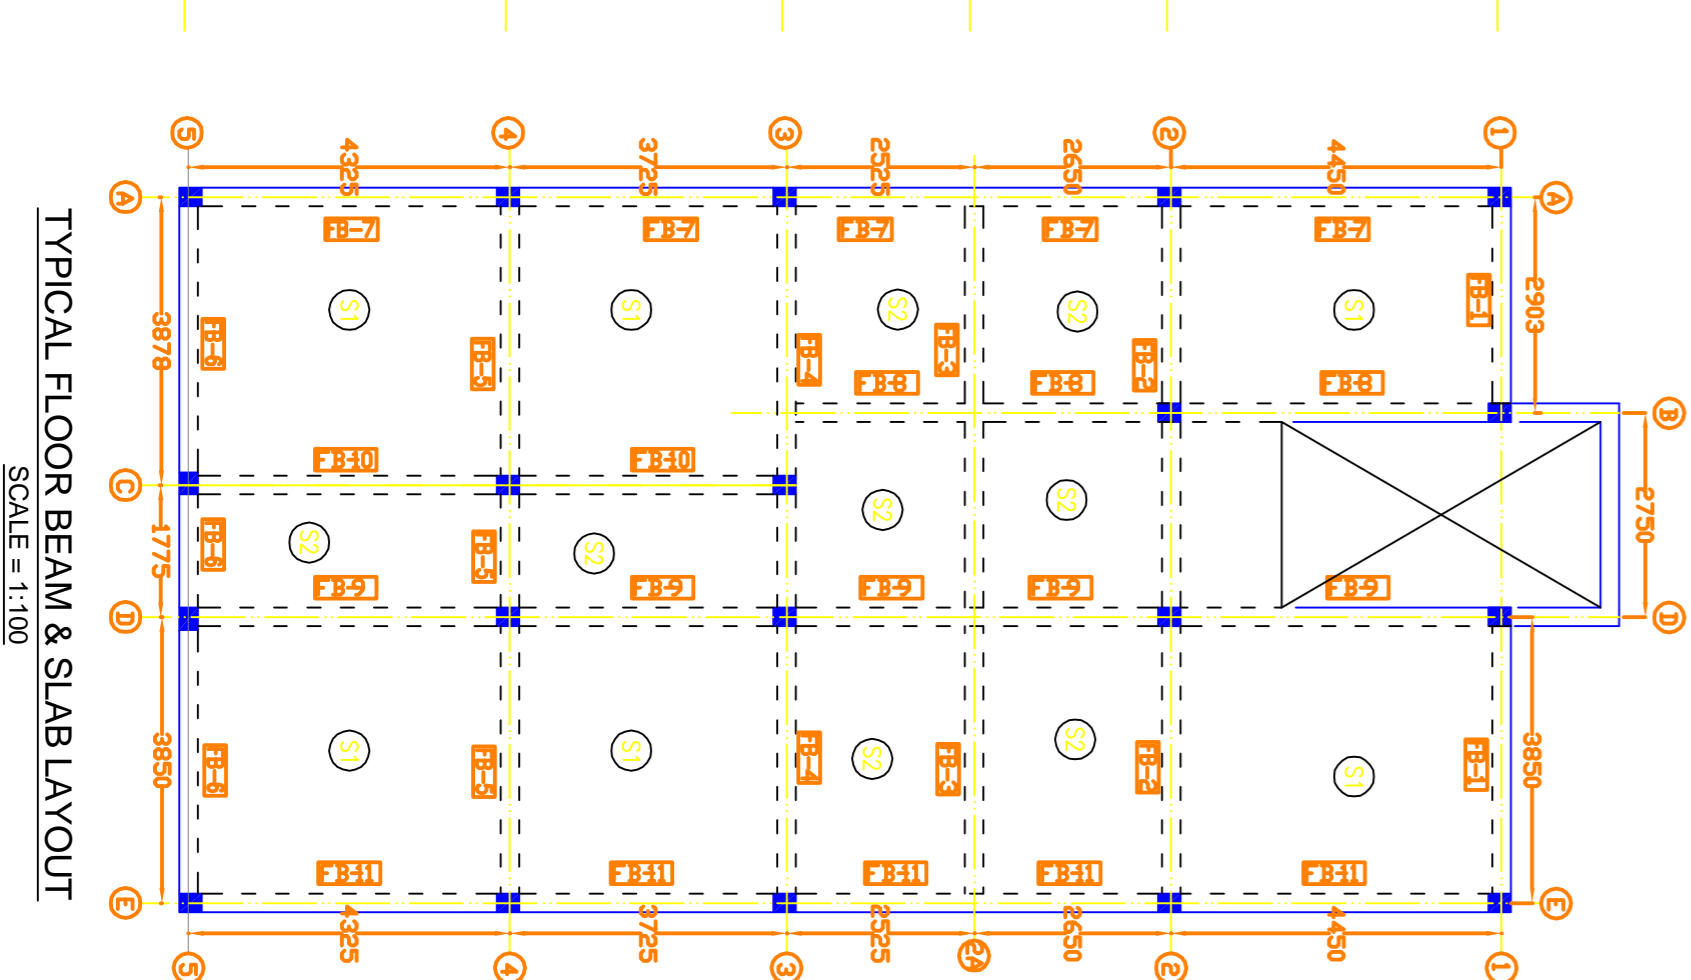 5
4
3
2
1
4325
3725
2525
2650
4450
A
A
FB-7
FB-7
FB-7
FB-7
FB-7
2903
3878
S1
S1
S2
S2
S1
FB-1
FB-6
FB-5
FB-4
FB-3
FB-2
FB-8
FB-8
FB-8
B
FB-10
FB-10
C
2750
S2
S2
1775
FB-6
S2
FB-5
S2
FB-9
FB-9
FB-9
FB-9
FB-9
D
D
3850
FB-6
S1
FB-5
S1
FB-4
S2
FB-3
S2
FB-2
S1
FB-1
3850
FB-11
FB-11
FB-11
FB-11
FB-11
E
E
4325
3725
2525
2650
4450
5
4
3
2A
2
1
TYPICAL FLOOR BEAM & SLAB LAYOUT
SCALE = 1:100